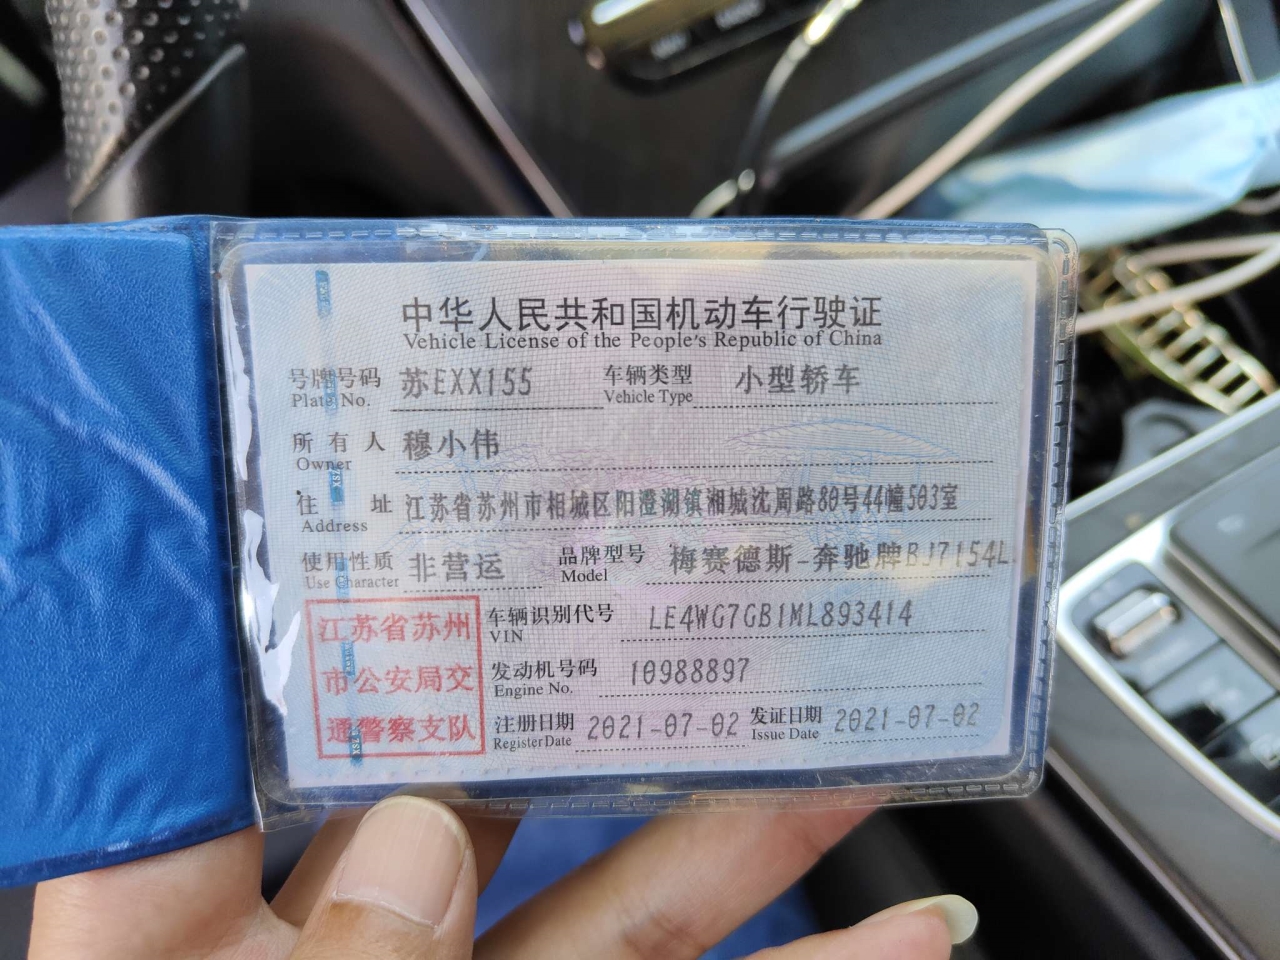 中华人民共和国机动车行驶证
Vehicle License of the People's Republic of China
号牌号码 苏EXX155 车辆类型 小型轿车
Plate No. Vehicle Type
所有人 穆小伟
Owner
住址 江苏省苏州市相城区阳澄湖镇湘城沈周路80号44幢503室
Address
使用性质 非营运 品牌型号 梅赛德斯-奔驰牌BJ7154L
Use Character Model
江苏省苏州
市公安局交
通警察支队
车辆识别代号 LE4WG7GB1ML893414
VIN
发动机号码 10988897
Engine No.
注册日期 2021-07-02 发证日期 2021-07-02
Register Date Issue Date